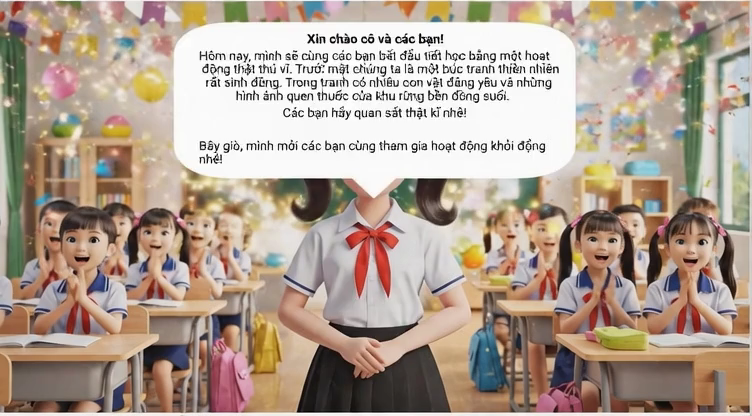 Xin chào cô và các bạn!
Hôm nay, mình sẽ cùng các bạn bắt đầu tiết học bằng một hoạt
động thật thú vị. Trước mặt chúng ta là một bức tranh thiên nhiên
rất sinh động. Trong tranh có nhiều con vật đáng yêu và những
hình ảnh quen thuộc của khu rừng bên dòng suối.
Các bạn hãy quan sát thật kĩ nhé!
Bây giờ, mình mời các bạn cùng tham gia hoạt động khởi động
nhé!